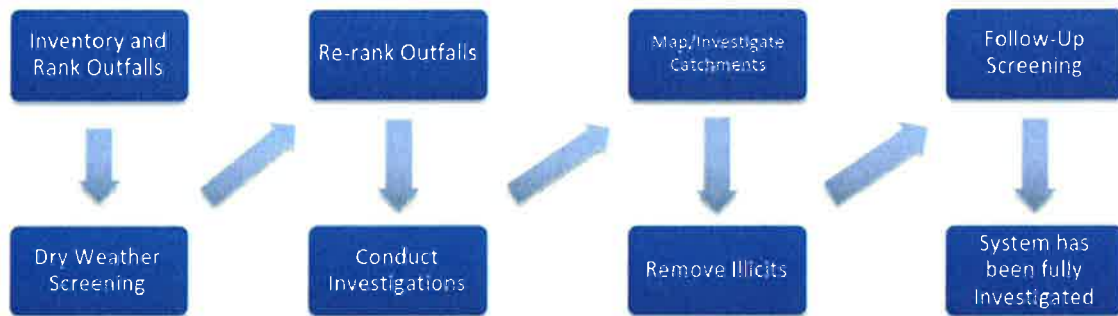 Inventory and
Rank Outfalls
Dry Weather
Screening
Re-rank Outfalls
Conduct
Investigations
Map/Investigate
Catchments
Remove Illicits
Follow-Up
Screening
System has
been fully
Investigated